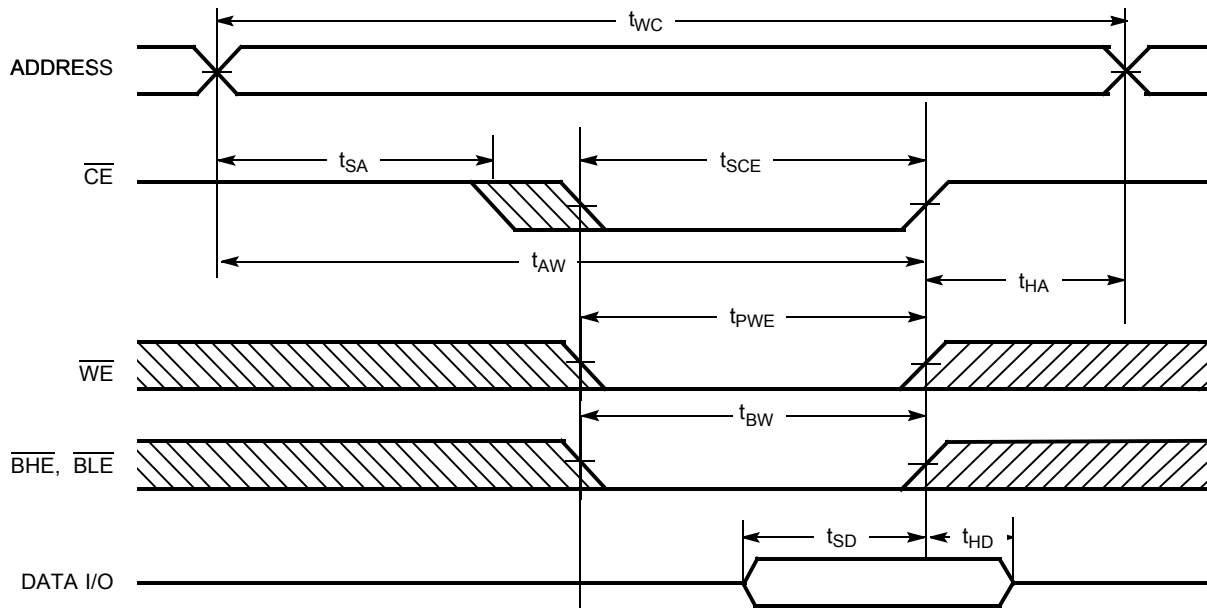 tWC
ADDRESS
tSA
tSCE
CE
tAW
tHA
tPWE
WE
tBW
BHE, BLE
tSD
tHD
DATA I/O